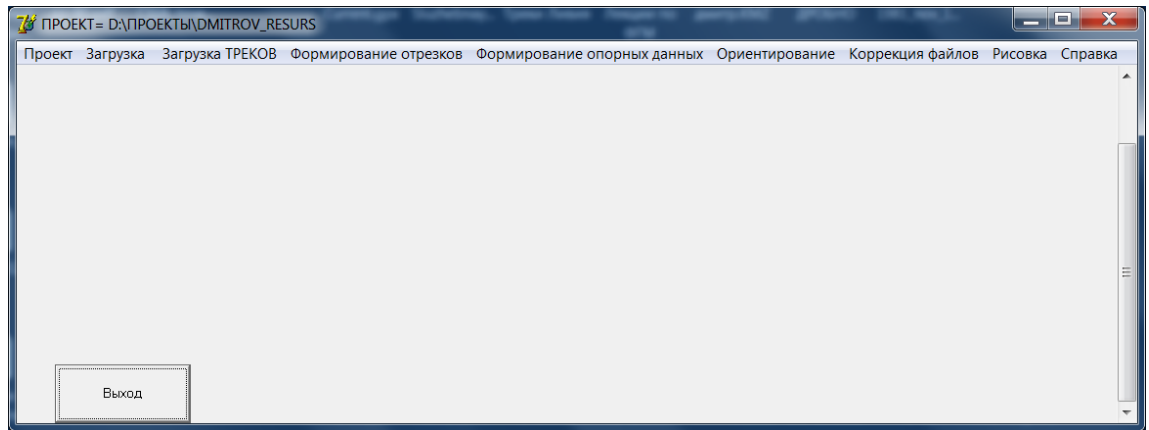 ПРОЕКТ= D:\ПРОЕКТЫ\DMITROV_RESURS
Проект Загрузка Загрузка ТРЕКОВ Формирование отрезков Формирование опорных данных Ориентирование Коррекция файлов Рисовка Справка
Выход